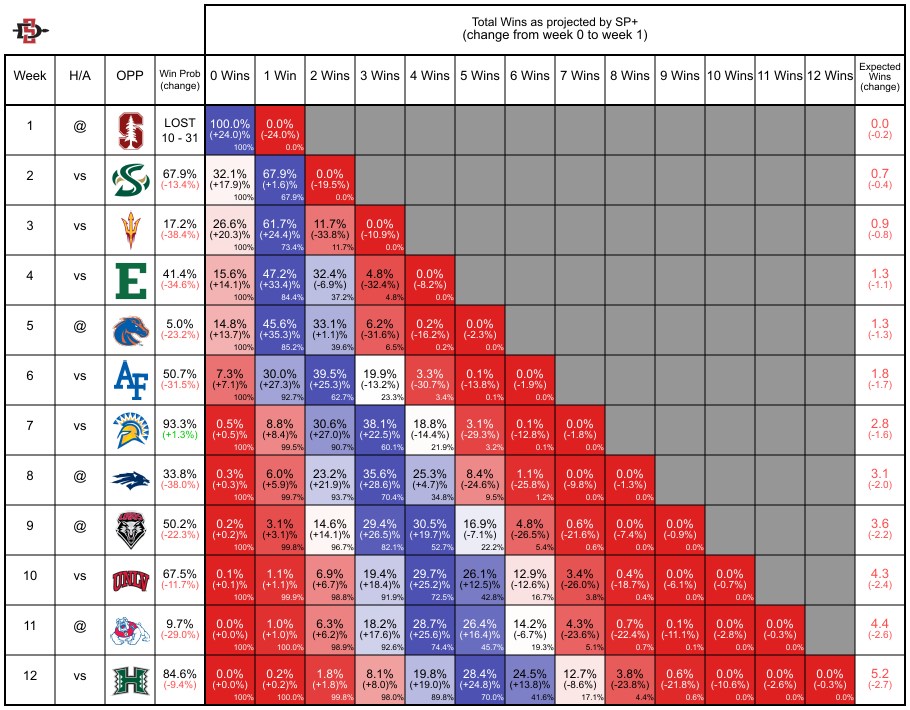 Total Wins as projected by SP+
(change from week 0 to week 1)
Week H/A OPP Win Prob (change) 0 Wins 1 Win 2 Wins 3 Wins 4 Wins 5 Wins 6 Wins 7 Wins 8 Wins 9 Wins 10 Wins 11 Wins 12 Wins Expected Wins (change)
1 @ S LOST 100.0% 0.0% 0.0
10 - 31 (+24.0)% (-24.0)% (-0.2)
100% 0.0%
2 vs S 67.9% 32.1% 67.9% 0.0% 0.7
(-13.4%) (+17.9)% (+1.6)% (-19.5)% (-0.4)
100% 67.9% 0.0%
3 vs 17.2% 26.6% 61.7% 11.7% 0.0% 0.9
(-38.4%) (+20.3)% (+24.4)% (-33.8)% (-10.9)% (-0.8)
100% 73.4% 11.7% 0.0%
4 vs E 41.4% 15.6% 47.2% 32.4% 4.8% 0.0% 1.3
(-34.6%) (+14.1)% (+33.4)% (-6.9)% (-32.4)% (-8.2)% (-1.1)
100% 84.4% 37.2% 4.8% 0.0%
5 @ 5.0% 14.8% 45.6% 33.1% 6.2% 0.2% 0.0% 1.3
(-23.2%) (+13.7)% (+35.3)% (+1.1)% (-31.6)% (-16.2)% (-2.3)% (-1.3)
100% 85.2% 39.6% 6.5% 0.2% 0.0%
6 vs AF 50.7% 7.3% 30.0% 39.5% 19.9% 3.3% 0.1% 0.0% 1.8
(-31.5%) (+7.1)% (+27.3)% (+25.3)% (-13.2)% (-30.7)% (-13.8)% (-1.9)% (-1.7)
100% 92.7% 62.7% 23.3% 3.4% 0.1% 0.0%
7 vs 93.3% 0.5% 8.8% 30.6% 38.1% 18.8% 3.1% 0.1% 0.0% 2.8
(+1.3%) (+0.5)% (+8.4)% (+27.0)% (+22.5)% (-14.4)% (-29.3)% (-12.8)% (-1.8)% (-1.6)
100% 99.5% 90.7% 60.1% 21.9% 3.2% 0.1% 0.0%
8 @ 33.8% 0.3% 6.0% 23.2% 35.6% 25.3% 8.4% 1.1% 0.0% 0.0% 3.1
(-38.0%) (+0.3)% (+5.9)% (+21.9)% (+28.6)% (+4.7)% (-24.6)% (-25.8)% (-9.8)% (-1.3)% (-2.0)
100% 99.7% 93.7% 70.4% 34.8% 9.5% 1.2% 0.0% 0.0%
9 @ 50.2% 0.2% 3.1% 14.6% 29.4% 30.5% 16.9% 4.8% 0.6% 0.0% 0.0% 3.6
(-22.3%) (+0.2)% (+3.1)% (+14.1)% (+26.5)% (+19.7)% (-7.1)% (-26.5)% (-21.6)% (-7.4)% (-0.9)% (-2.2)
100% 99.8% 96.7% 82.1% 52.7% 22.2% 5.4% 0.6% 0.0% 0.0%
10 vs UNLV 67.5% 0.1% 1.1% 6.9% 19.4% 29.7% 26.1% 12.9% 3.4% 0.4% 0.0% 0.0% 4.3
(-11.7%) (+0.1)% (+1.1)% (+6.7)% (+18.4)% (+25.2)% (+12.5)% (-12.6)% (-26.0)% (-18.7)% (-6.1)% (-0.7)% (-2.4)
100% 99.9% 98.8% 91.9% 72.5% 42.8% 16.7% 3.8% 0.4% 0.0% 0.0%
11 @ 9.7% 0.0% 1.0% 6.3% 18.2% 28.7% 26.4% 14.2% 4.3% 0.7% 0.1% 0.0% 0.0% 4.4
(-29.0%) (+0.0)% (+1.0)% (+6.2)% (+17.6)% (+25.6)% (+16.4)% (-6.7)% (-23.6)% (-22.4)% (-11.1)% (-2.8)% (-0.3)% (-2.6)
100% 100.0% 98.9% 92.6% 74.4% 45.7% 19.3% 5.1% 0.7% 0.1% 0.0% 0.0%
12 vs H 84.6% 0.0% 0.2% 1.8% 8.1% 19.8% 28.4% 24.5% 12.7% 3.8% 0.6% 0.0% 0.0% 0.0% 5.2
(-9.4%) (+0.0)% (+0.2)% (+1.8)% (+8.0)% (+19.0)% (+24.8)% (+13.8)% (-8.6)% (-23.8)% (-21.8)% (-10.6)% (-2.6)% (-0.3)% (-2.7)
100% 100.0% 99.8% 98.0% 89.8% 70.0% 41.6% 17.1% 4.4% 0.6% 0.0% 0.0% 0.0%